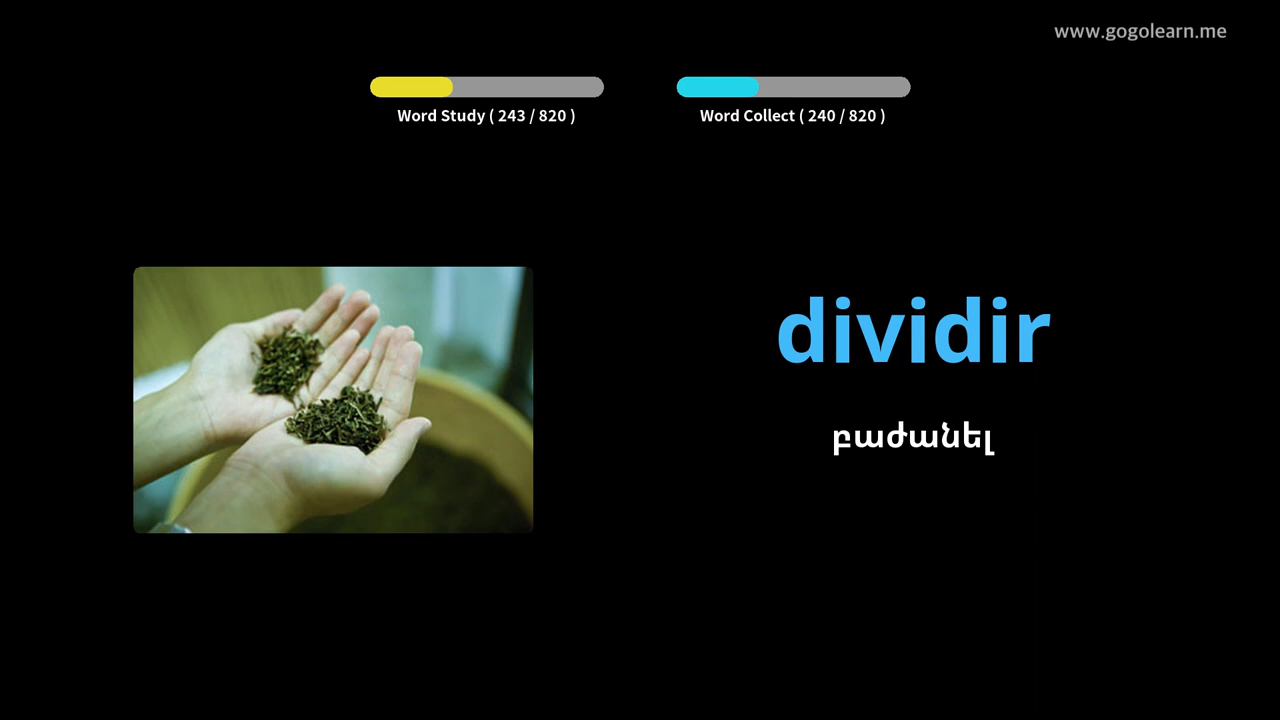 www.gogolearn.me
Word Study ( 243 / 820 )
Word Collect ( 240 / 820 )
dividir
բաժանել